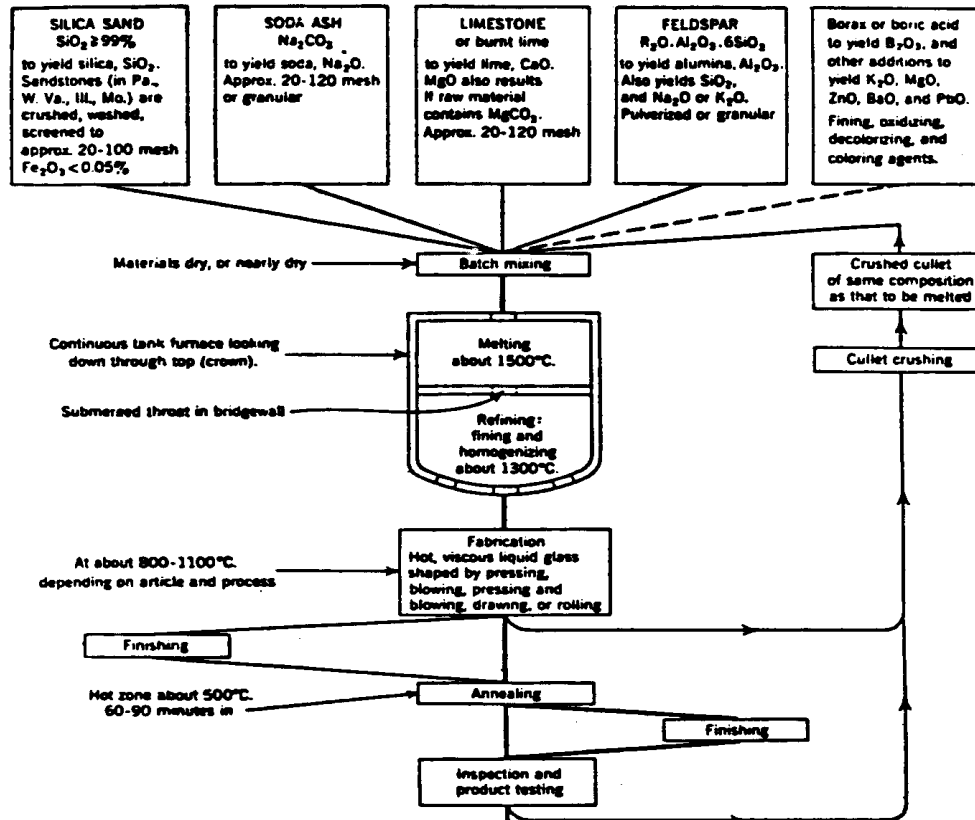 SILICA SAND
SiO₂≥99%
to yield silica, SiO₂.
Sandstones (in Pa.,
W. Va., Ill., Mo.) are
crushed, washed,
screened to
approx. 20-100 mesh
Fe₂O₃<0.05%
SODA ASH
Na₂CO₃
to yield soda, Na₂O.
Approx. 20-120 mesh
or granular
LIMESTONE
or burnt lime
to yield lime, CaO.
MgO also results
If raw material
contains MgCO₃.
Approx. 20-120 mesh
FELDSPAR
R₂O.Al₂O₃.6SiO₂
to yield alumina, Al₂O₃.
Also yields SiO₂,
and Na₂O or K₂O.
Pulverized or granular
Borax or boric acid
to yield B₂O₃, and
other additions to
yield K₂O, MgO,
ZnO, BaO, and PbO.
Fining, oxidizing,
decolorizing, and
coloring agents.
Materials dry, or nearly dry
Batch mixing
Crushed cullet
of same composition
as that to be melted
Continuous tank furnace looking
down through top (crown).
Melting
about 1500°C.
Cullet crushing
Submerged throat in bridgewall
Refining:
fining and
homogenizing
about 1300°C.
At about 800-1100°C.
depending on article and process
Fabrication
Hot, viscous liquid glass
shaped by pressing,
blowing, pressing and
blowing, drawing, or rolling
Finishing
Hot zone about 500°C.
60-90 minutes in
Annealing
Finishing
Inspection and
product testing